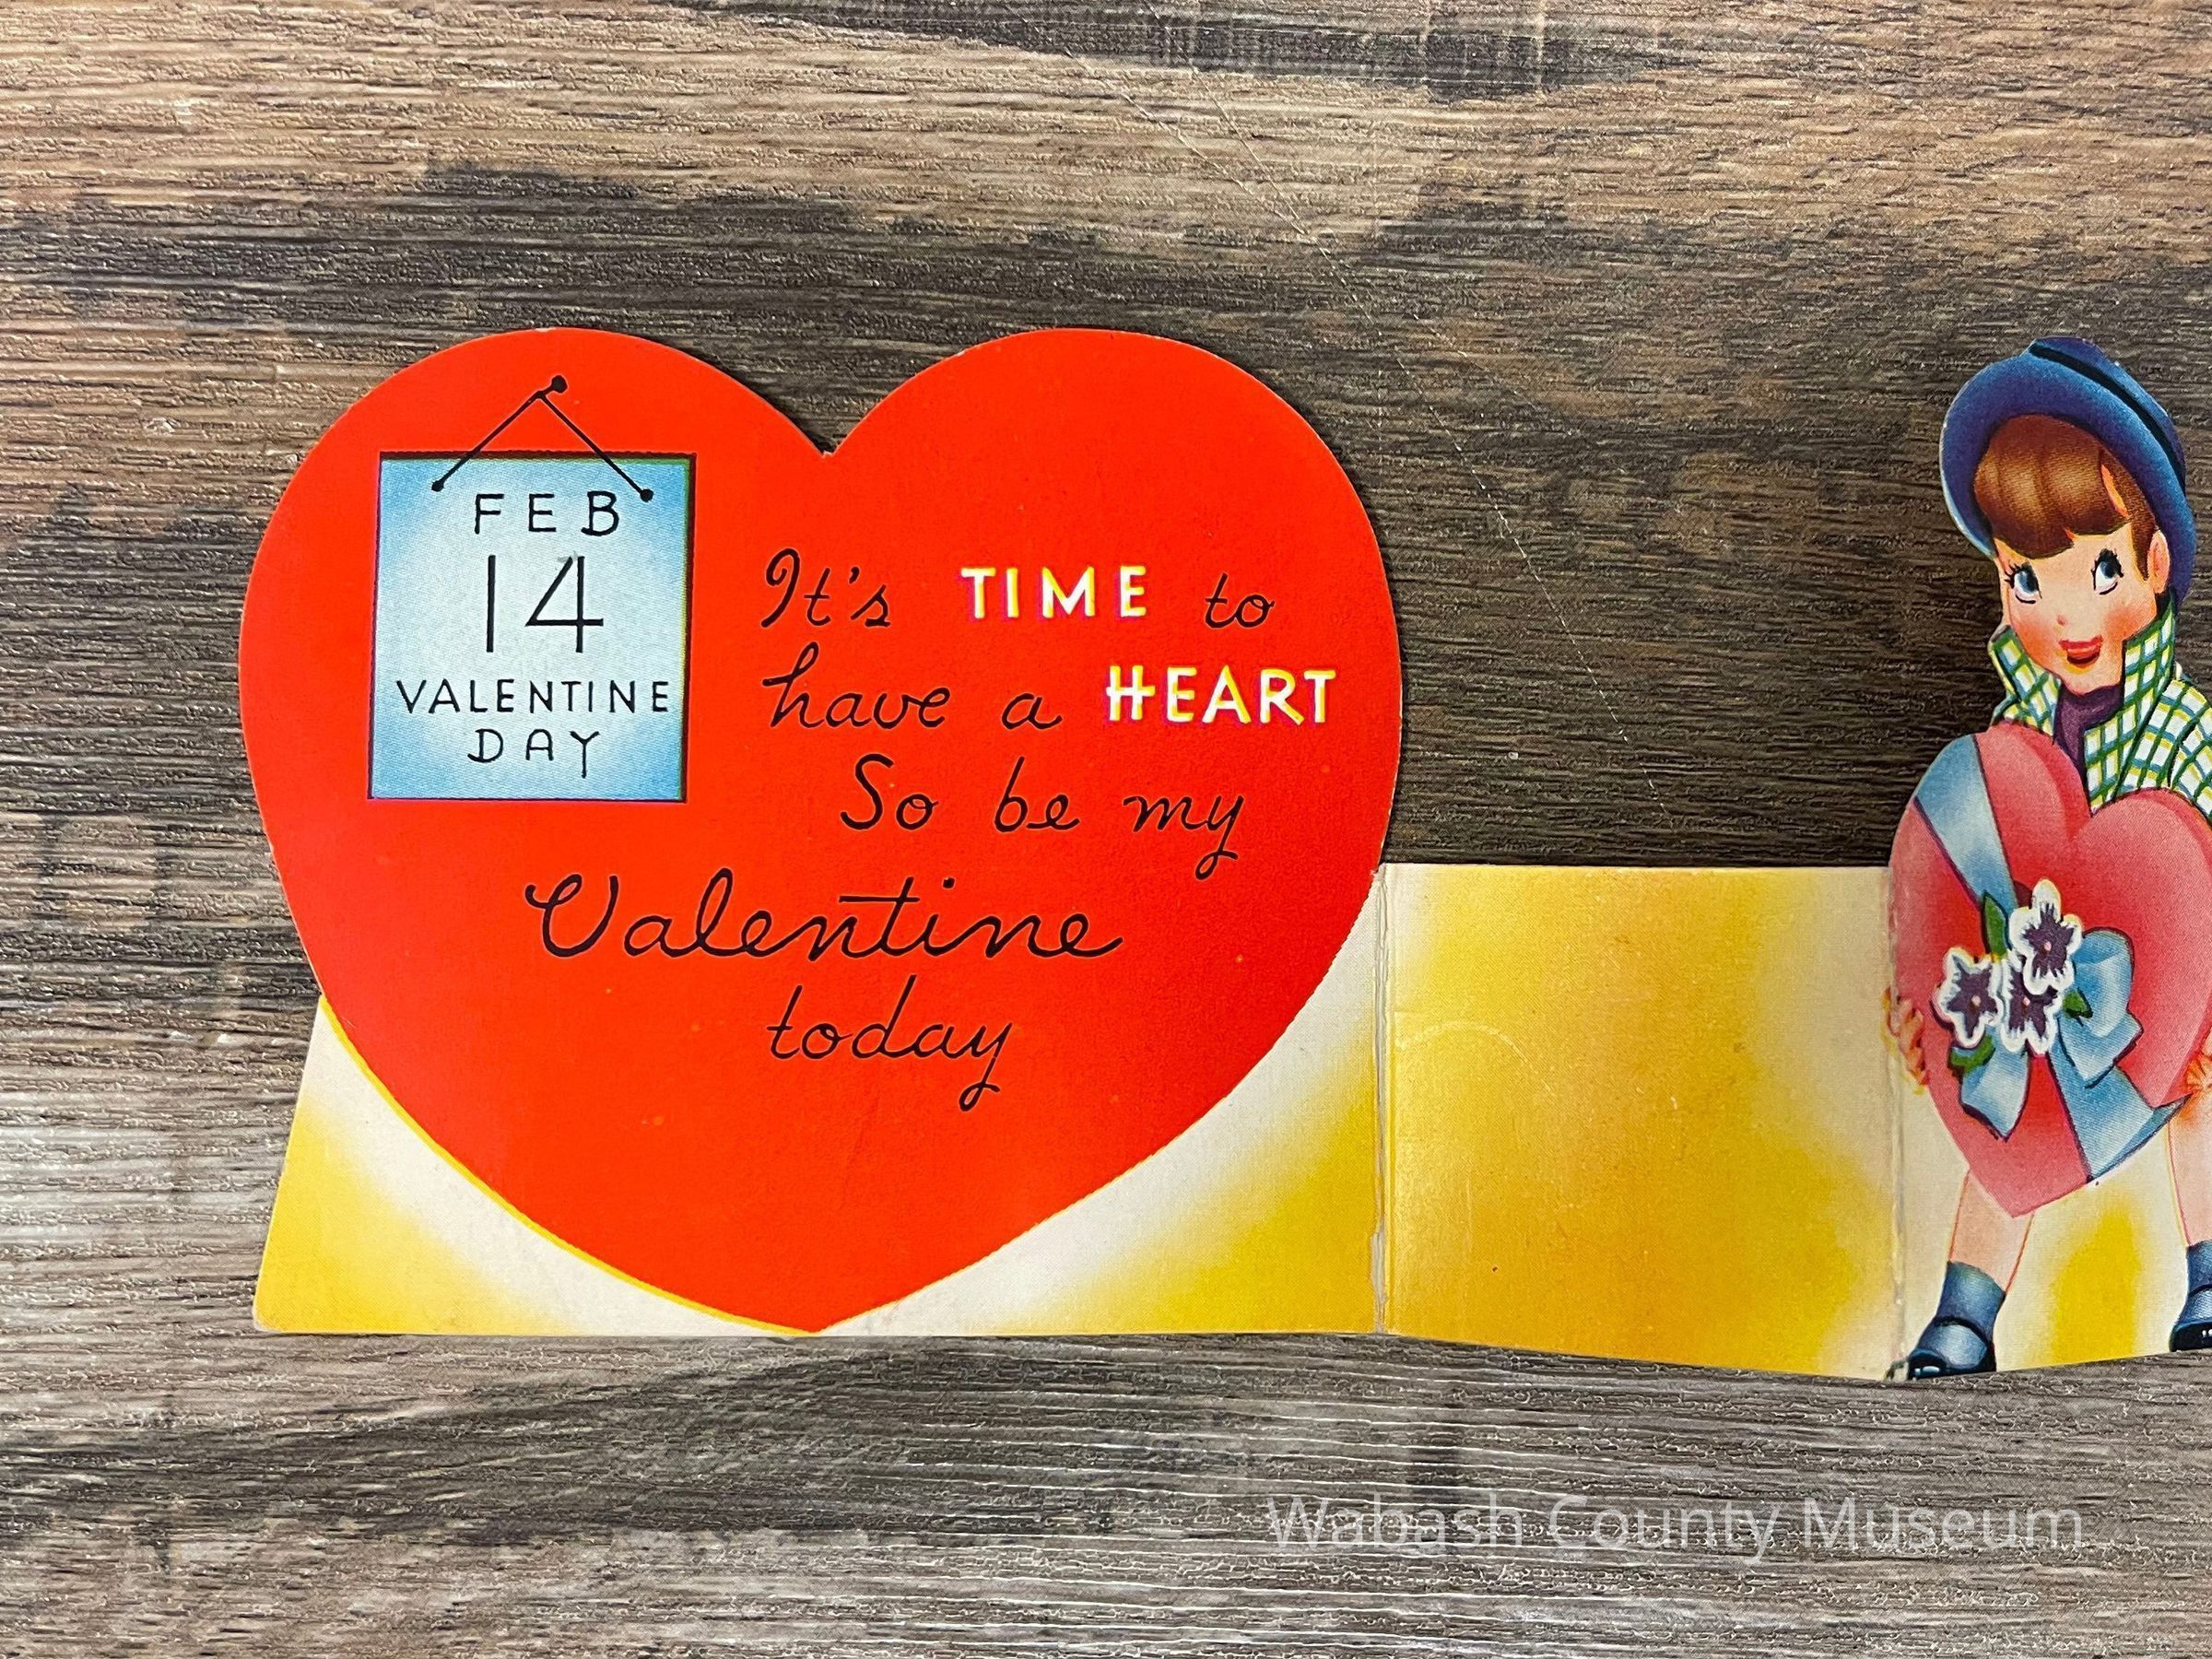 FEB
14
VALENTINE
DAY
It's TIME to
have a HEART
So be my
Valentine
today
Wabash County Museum